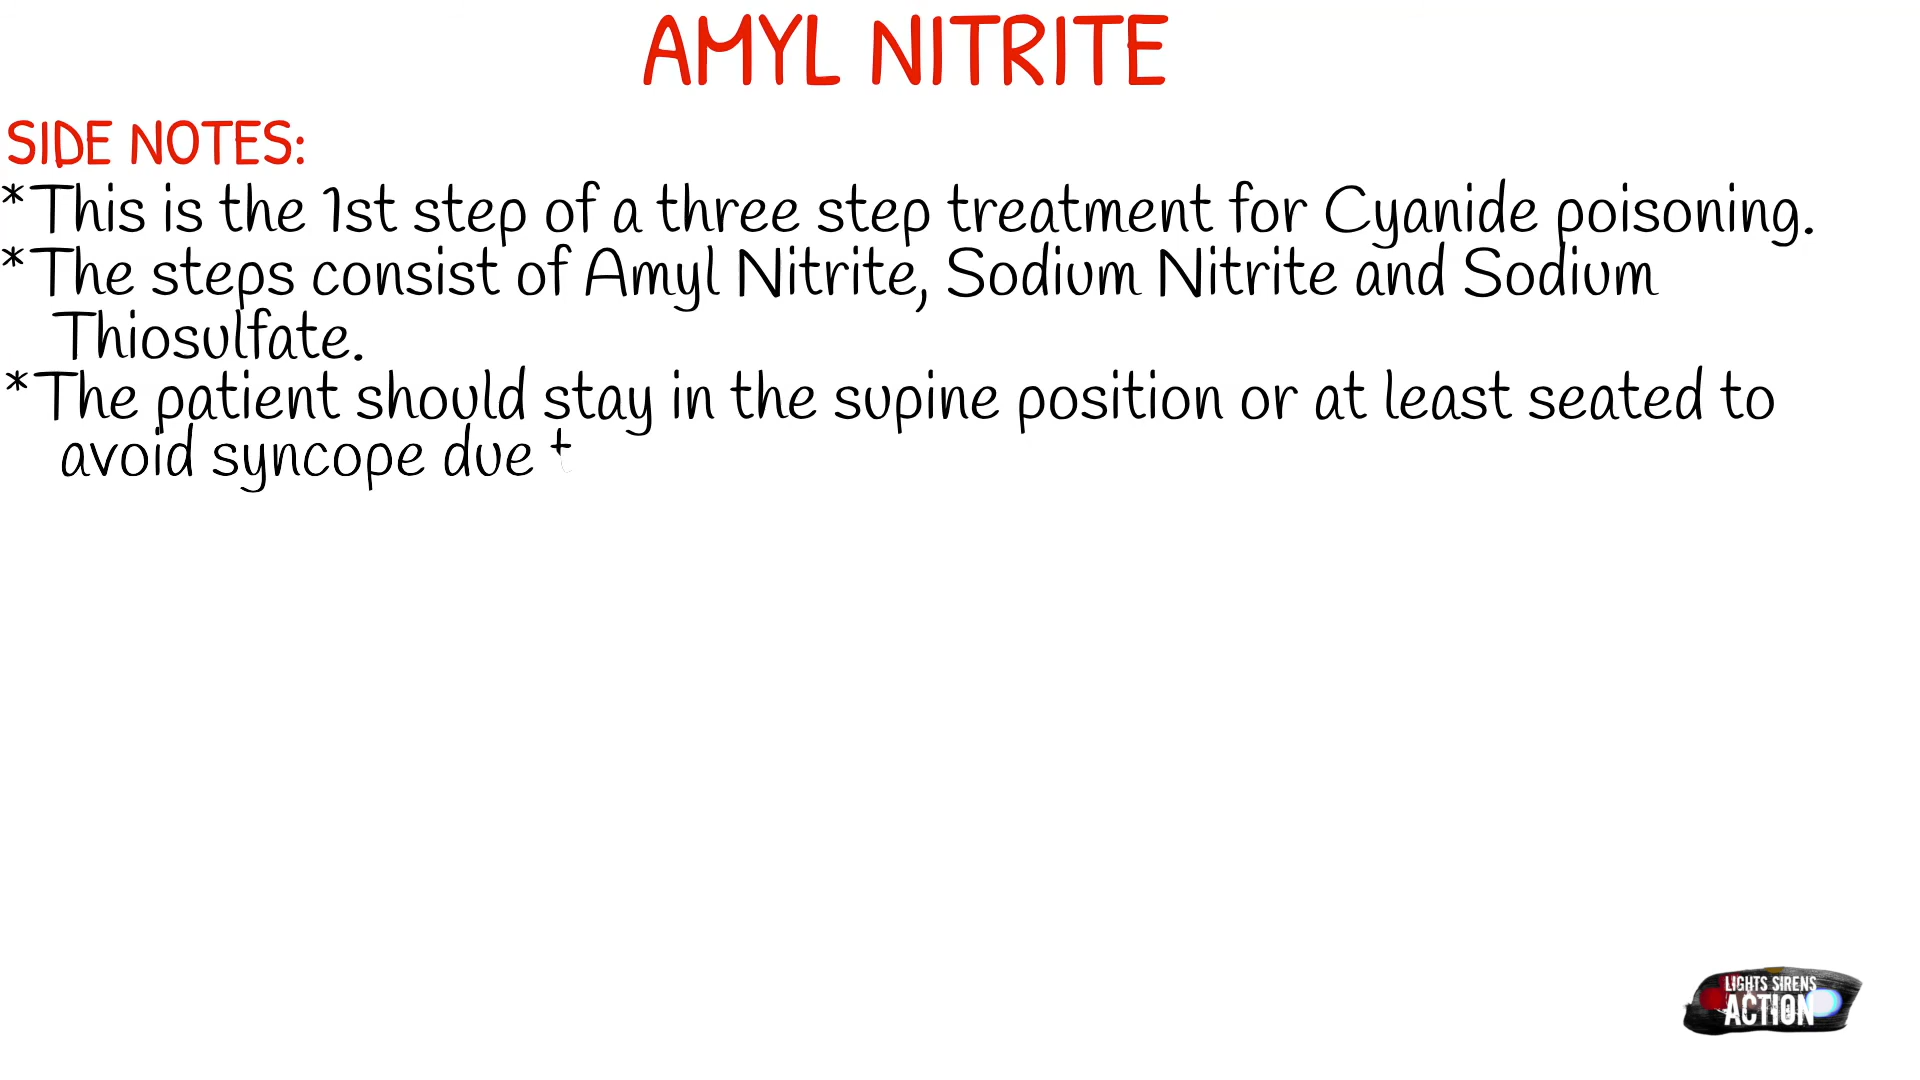 AMYL NITRITE
SIDE NOTES:
*This is the 1st step of a three step treatment for Cyanide poisoning.
*The steps consist of Amyl Nitrite, Sodium Nitrite and Sodium
Thiosulfate.
*The patient should stay in the supine position or at least seated to
avoid syncope due t
LIGHTS SIRENS
ACTION